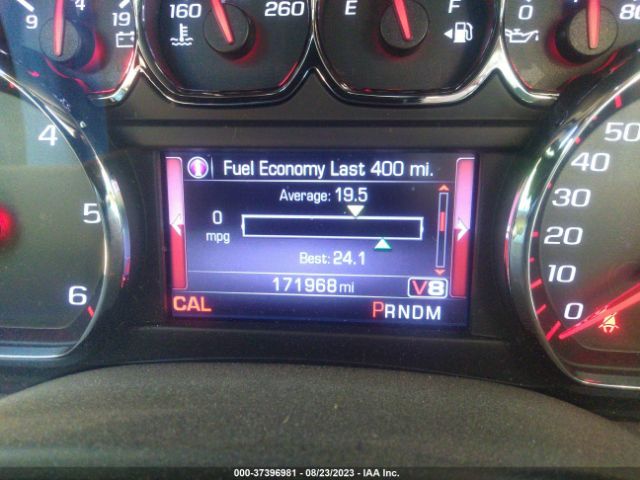 9 19
160 260
E F
0 80
Fuel Economy Last 400 mi.
Average: 19.5
0
mpg
Best: 24.1
171968 mi V8
CAL PRNDM
4
5
6
50
40
30
20
10
0
000-37396981 - 08/23/2023 - IAA Inc.